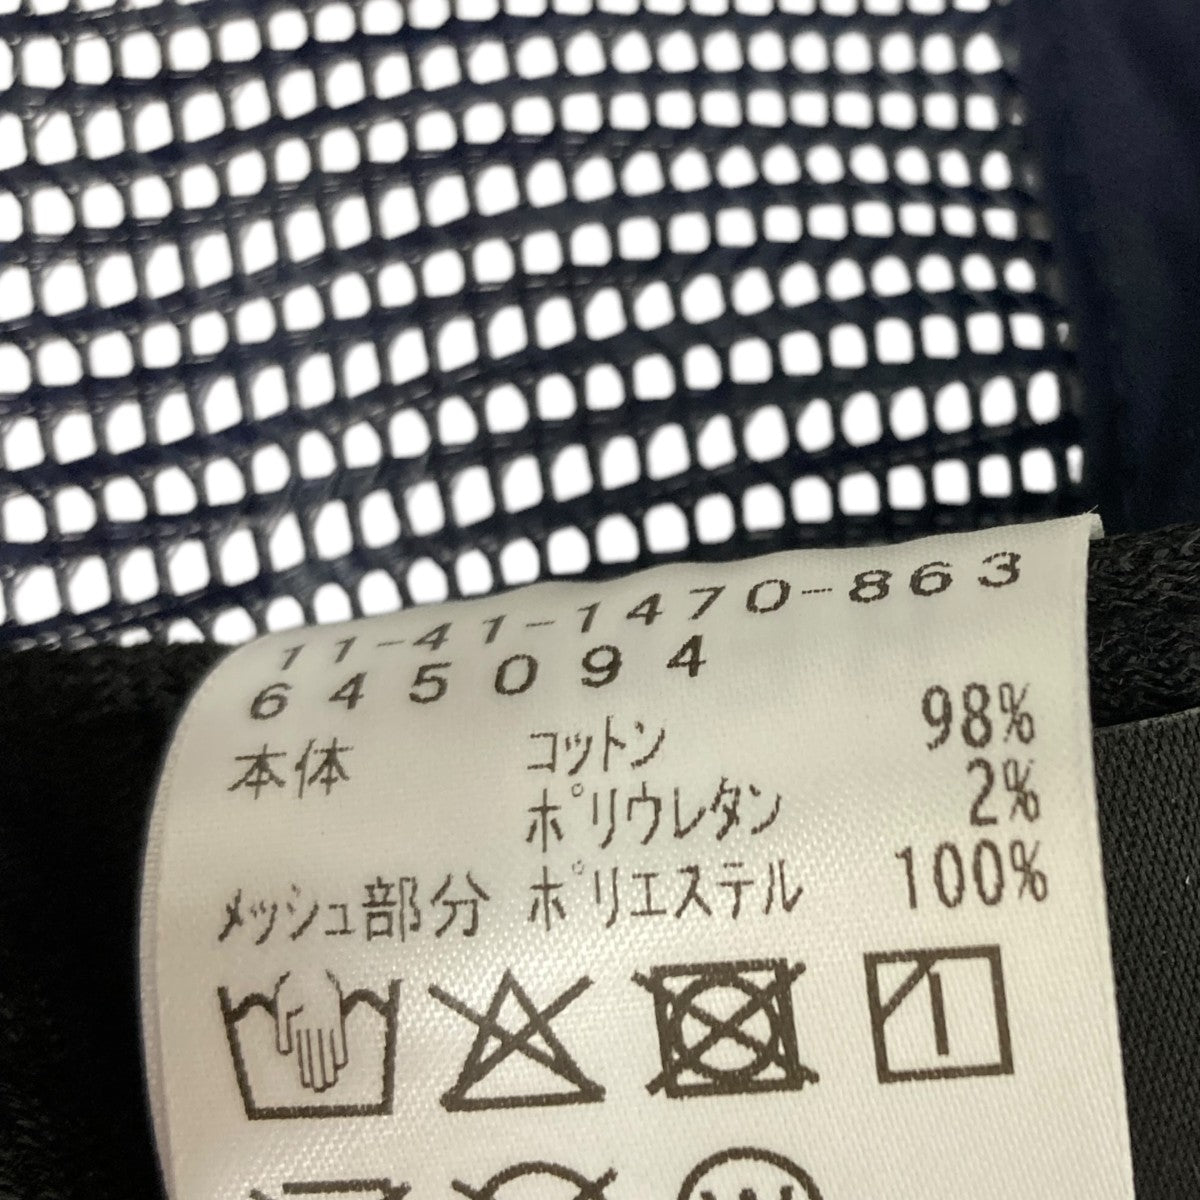 11-41-1470-863
645094
本体 コットン 98%
ポリウレタン 2%
メッシュ部分 ポリエステル 100%